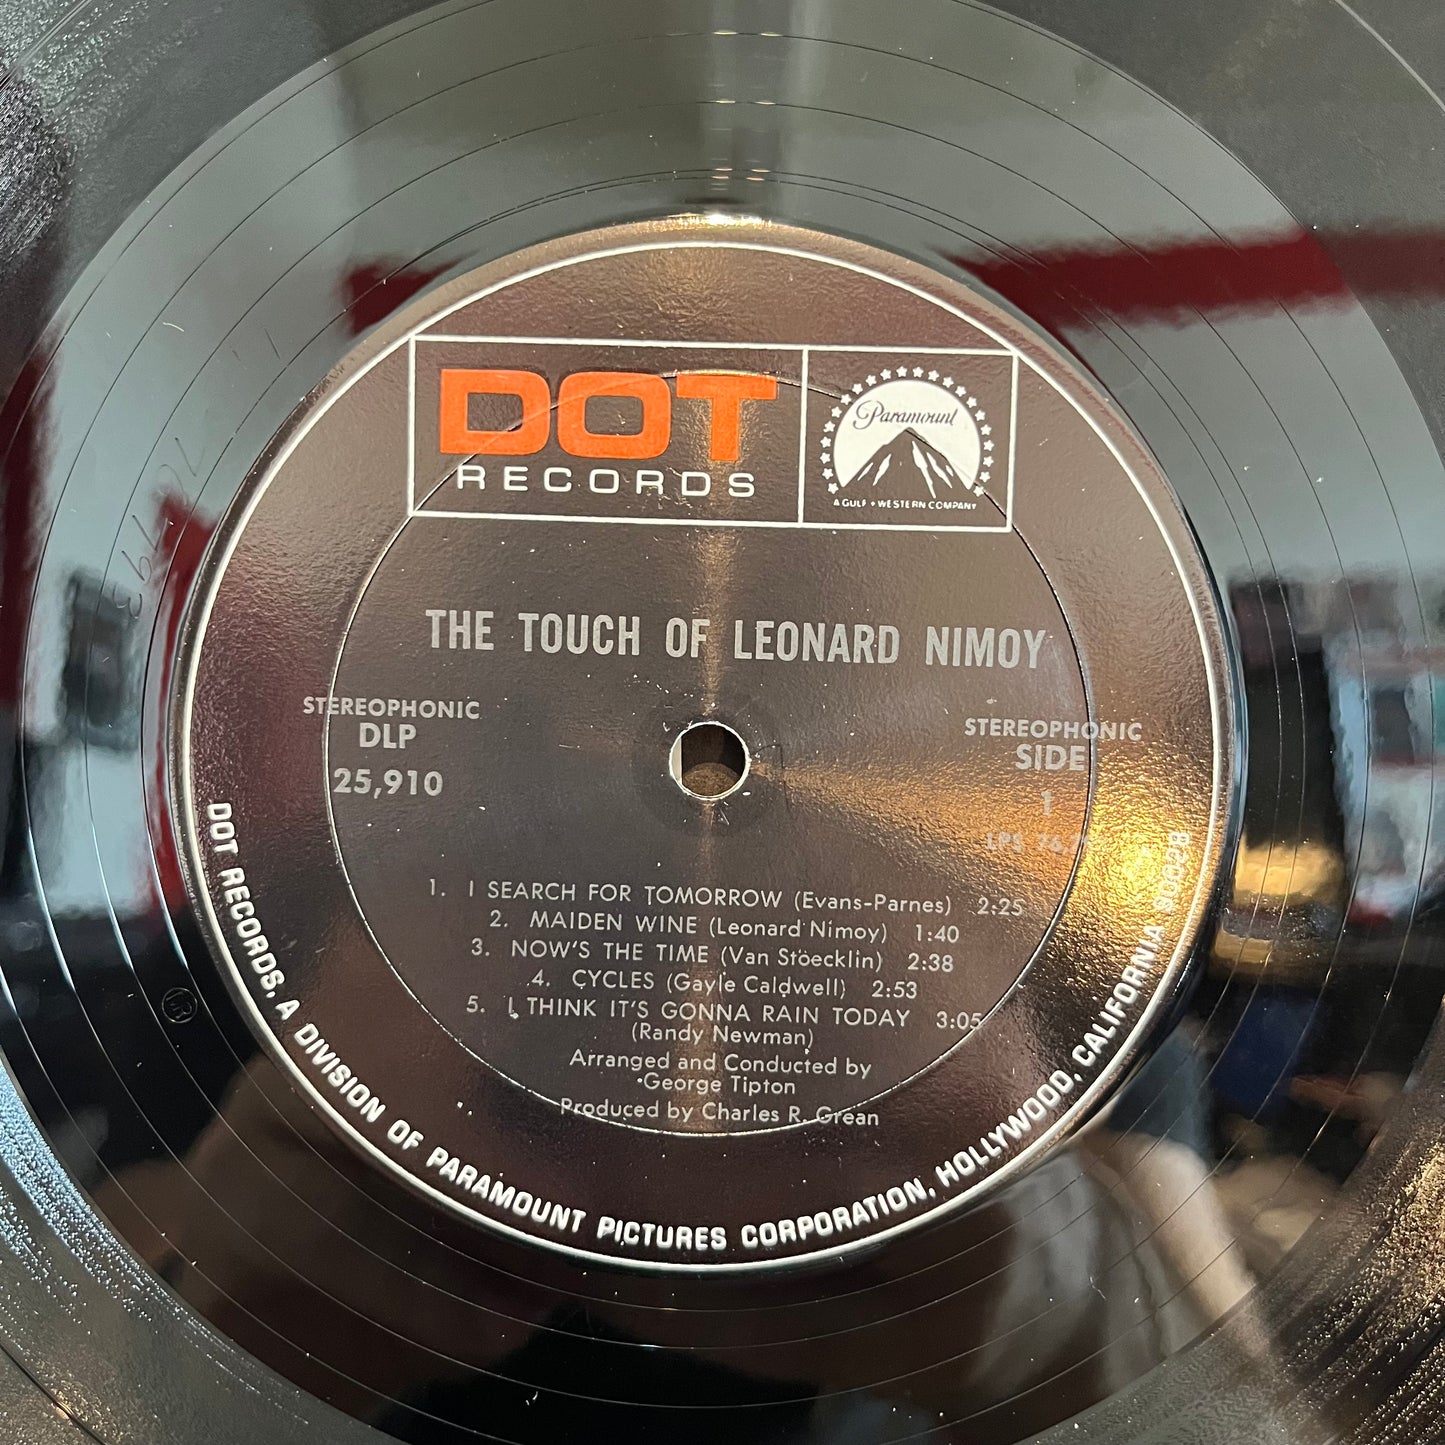 DOT
RECORDS
Paramount
A GULF + WESTERN COMPANY
THE TOUCH OF LEONARD NIMOY
STEREOPHONIC
DLP
25,910
STEREOPHONIC
SIDE
1
LPS
1. I SEARCH FOR TOMORROW (Evans-Parnes) 2:25
2. MAIDEN WINE (Leonard Nimoy) 1:40
3. NOW'S THE TIME (Van Stoecklin) 2:38
4. CYCLES (Gayle Caldwell) 2:53
5. I THINK IT'S GONNA RAIN TODAY 3:05
(Randy Newman)
Arranged and Conducted by
George Tipton
Produced by Charles R. Grean
DOT RECORDS, A DIVISION OF PARAMOUNT PICTURES CORPORATION, HOLLYWOOD, CALIFORNIA 90028